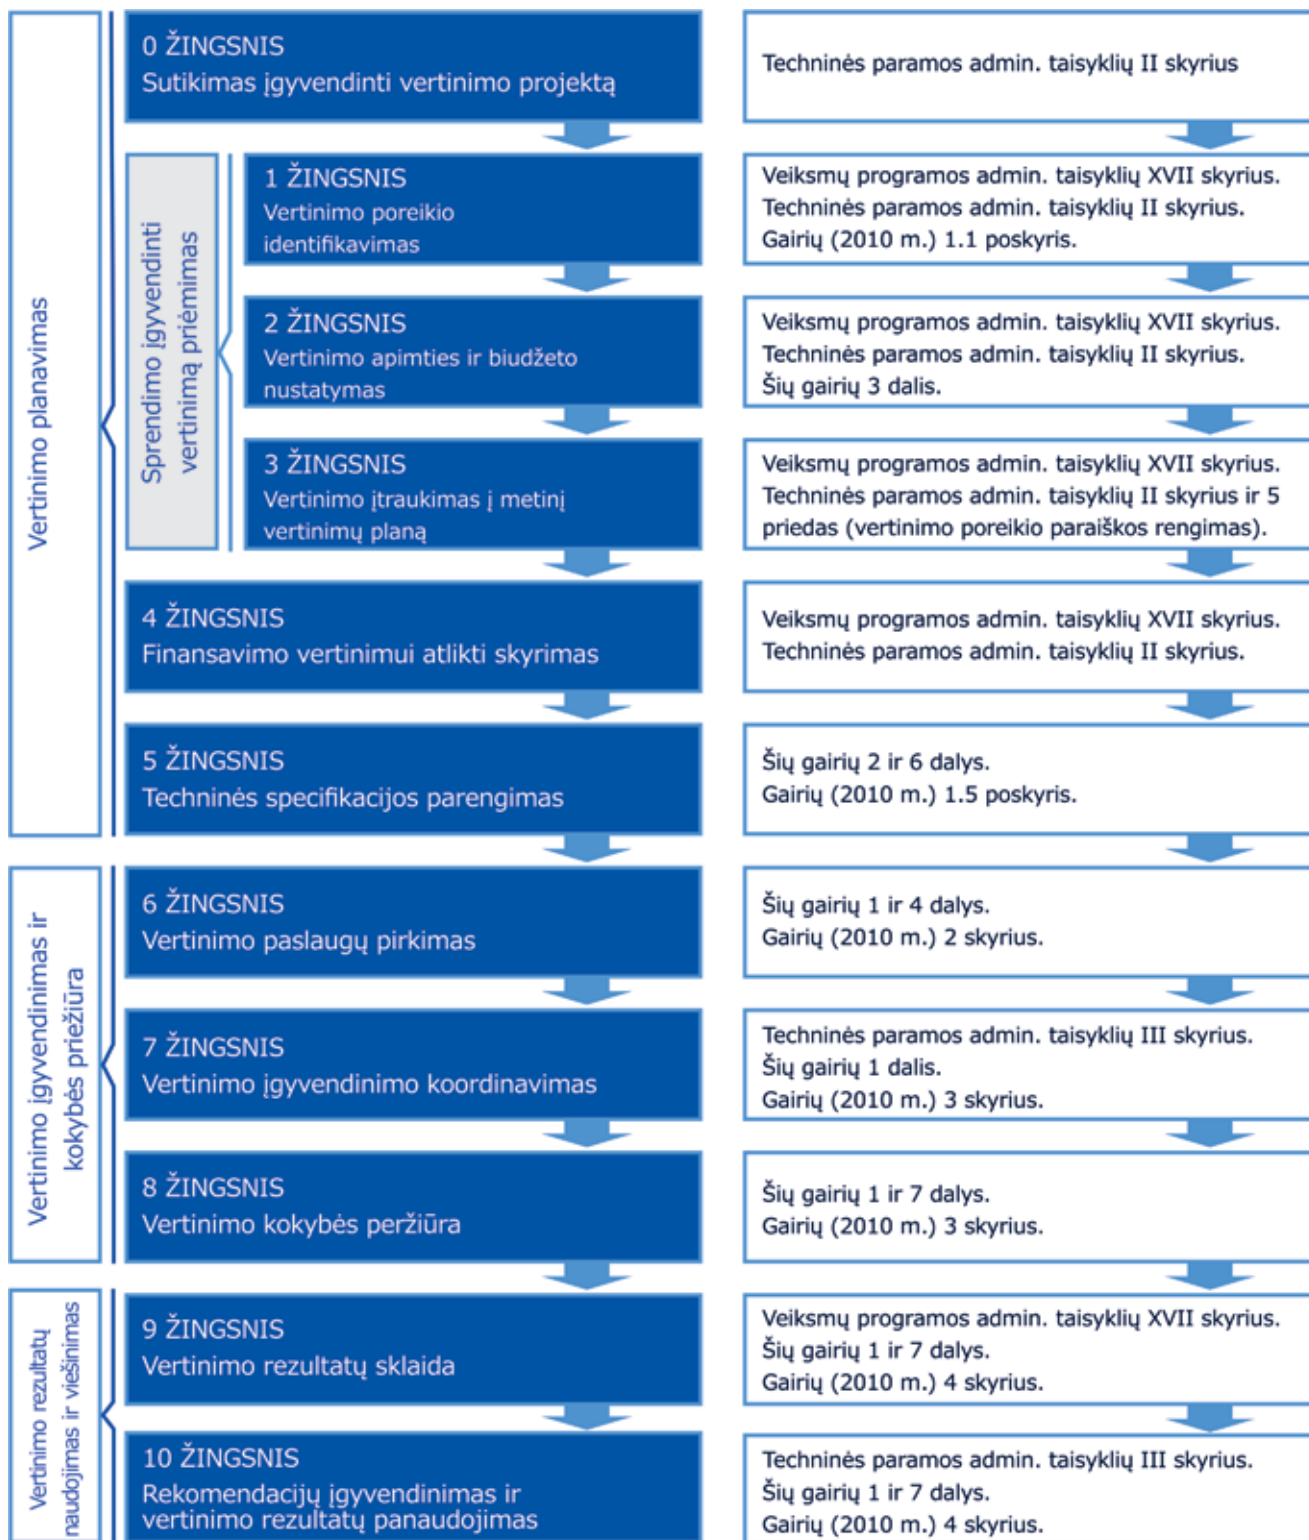 Vertinimo planavimas
0 ŽINGSNIS
Sutikimas įgyvendinti vertinimo projektą
Techninės paramos admin. taisyklių II skyrius
Sprendimo įgyvendinti
vertinimą priėmimas
1 ŽINGSNIS
Vertinimo poreikio
identifikavimas
Veiksmų programos admin. taisyklių XVII skyrius.
Techninės paramos admin. taisyklių II skyrius.
Gairių (2010 m.) 1.1 poskyris.
2 ŽINGSNIS
Vertinimo apimties ir biudžeto
nustatymas
Veiksmų programos admin. taisyklių XVII skyrius.
Techninės paramos admin. taisyklių II skyrius.
Šių gairių 3 dalis.
3 ŽINGSNIS
Vertinimo įtraukimas į metinį
vertinimų planą
Veiksmų programos admin. taisyklių XVII skyrius.
Techninės paramos admin. taisyklių II skyrius ir 5
priedas (vertinimo poreikio paraiškos rengimas).
4 ŽINGSNIS
Finansavimo vertinimui atlikti skyrimas
Veiksmų programos admin. taisyklių XVII skyrius.
Techninės paramos admin. taisyklių II skyrius.
5 ŽINGSNIS
Techninės specifikacijos parengimas
Šių gairių 2 ir 6 dalys.
Gairių (2010 m.) 1.5 poskyris.
Vertinimo įgyvendinimas ir
kokybės priežiūra
6 ŽINGSNIS
Vertinimo paslaugų pirkimas
Šių gairių 1 ir 4 dalys.
Gairių (2010 m.) 2 skyrius.
7 ŽINGSNIS
Vertinimo įgyvendinimo koordinavimas
Techninės paramos admin. taisyklių III skyrius.
Šių gairių 1 dalis.
Gairių (2010 m.) 3 skyrius.
8 ŽINGSNIS
Vertinimo kokybės peržiūra
Šių gairių 1 ir 7 dalys.
Gairių (2010 m.) 3 skyrius.
Vertinimo rezultatų
naudojimas ir viešinimas
9 ŽINGSNIS
Vertinimo rezultatų sklaida
Veiksmų programos admin. taisyklių XVII skyrius.
Šių gairių 1 ir 7 dalys.
Gairių (2010 m.) 4 skyrius.
10 ŽINGSNIS
Rekomendacijų įgyvendinimas ir
vertinimo rezultatų panaudojimas
Techninės paramos admin. taisyklių III skyrius.
Šių gairių 1 ir 7 dalys.
Gairių (2010 m.) 4 skyrius.